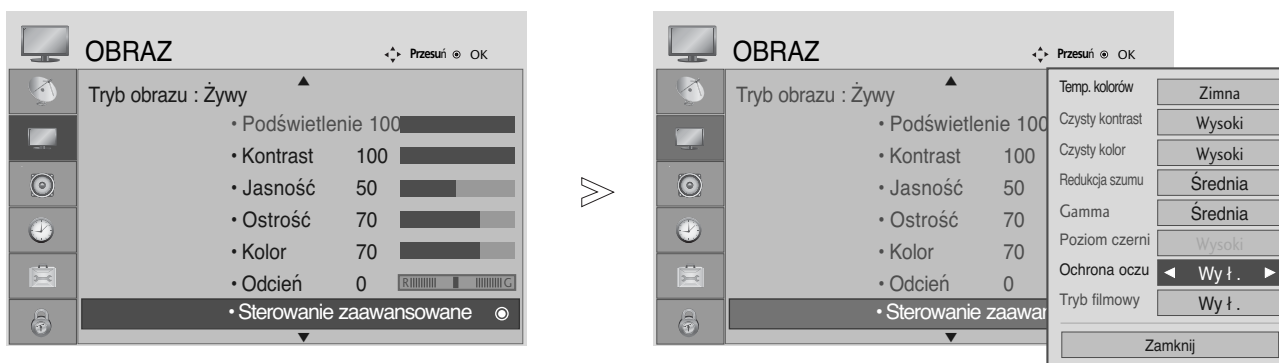 OBRAZ
Przesuń OK
Tryb obrazu : Żywy
• Podświetlenie 100
• Kontrast 100
• Jasność 50
• Ostrość 70
• Kolor 70
• Odcień 0 R G
• Sterowanie zaawansowane
OBRAZ
Przesuń OK
Tryb obrazu : Żywy
• Podświetlenie 100
• Kontrast 100
• Jasność 50
• Ostrość 70
• Kolor 70
• Odcień 0
• Sterowanie zaawan
Temp. kolorów Zimna
Czysty kontrast Wysoki
Czysty kolor Wysoki
Redukcja szumu Średnia
Gamma Średnia
Poziom czerni Wysoki
Ochrona oczu ◄ Wy ł . ►
Tryb filmowy Wy ł .
Zamknij